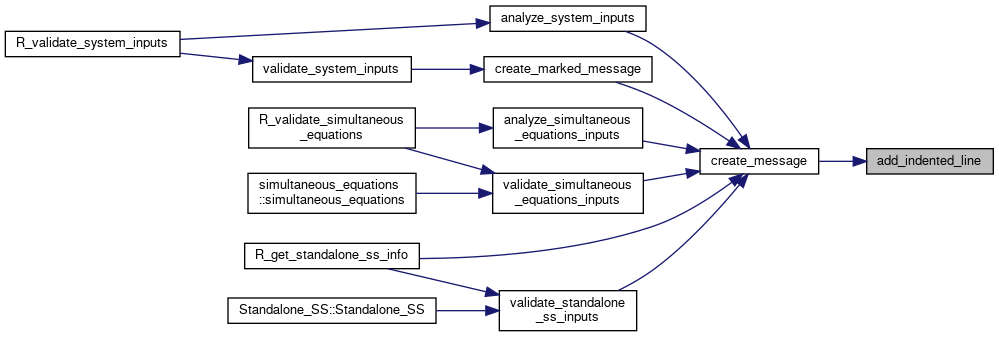 analyze_system_inputs
R_validate_system_inputs
validate_system_inputs
create_marked_message
R_validate_simultaneous
_equations
analyze_simultaneous
_equations_inputs
create_message
add_indented_line
simultaneous_equations
::simultaneous_equations
validate_simultaneous
_equations_inputs
R_get_standalone_ss_info
Standalone_SS::Standalone_SS
validate_standalone
_ss_inputs